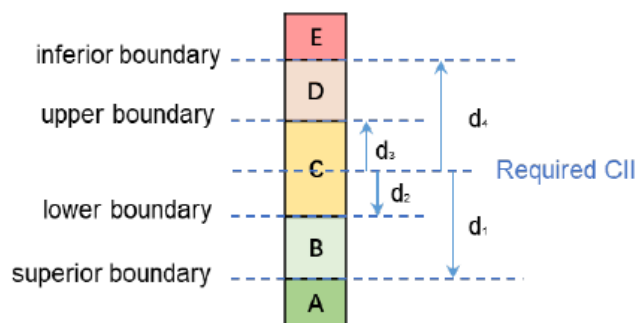 E
inferior boundary
D
upper boundary
d₄
d₃
C
Required CII
d₂
lower boundary
d₁
B
superior boundary
A